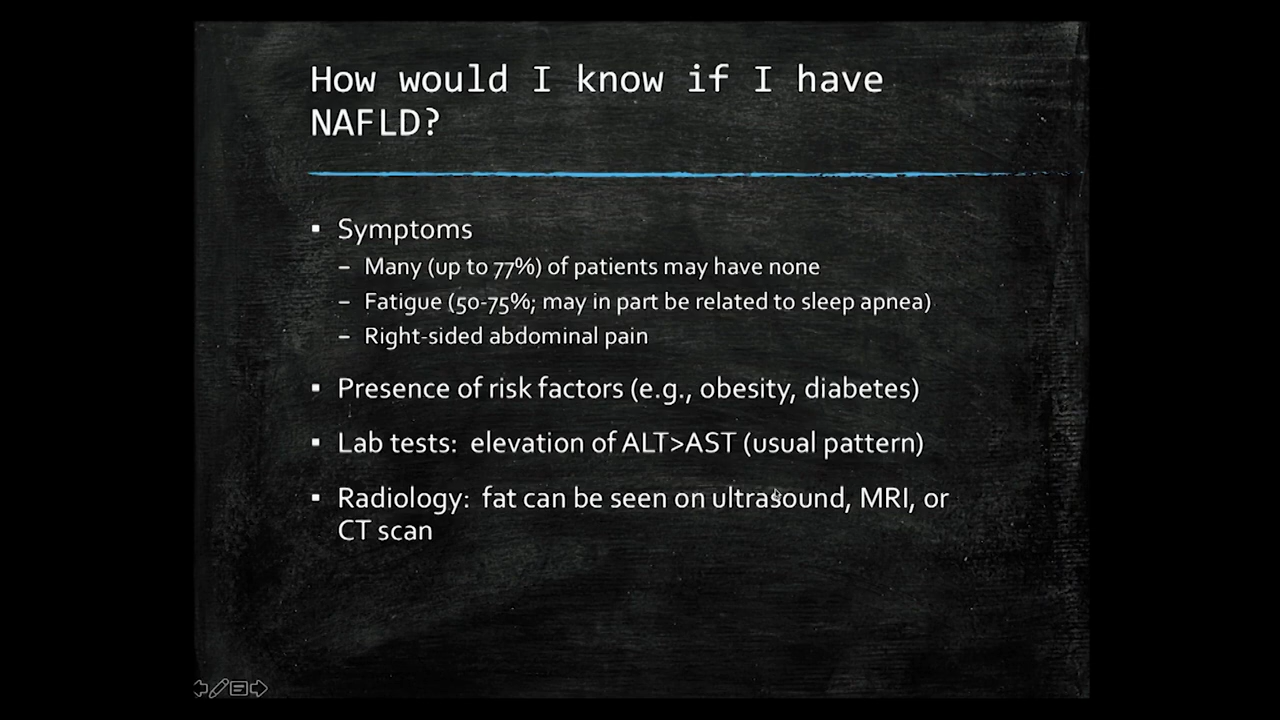 How would I know if I have
NAFLD?
▪ Symptoms
– Many (up to 77%) of patients may have none
– Fatigue (50-75%; may in part be related to sleep apnea)
– Right-sided abdominal pain
▪ Presence of risk factors (e.g., obesity, diabetes)
▪ Lab tests:  elevation of ALT>AST (usual pattern)
▪ Radiology:  fat can be seen on ultrasound, MRI, or
CT scan